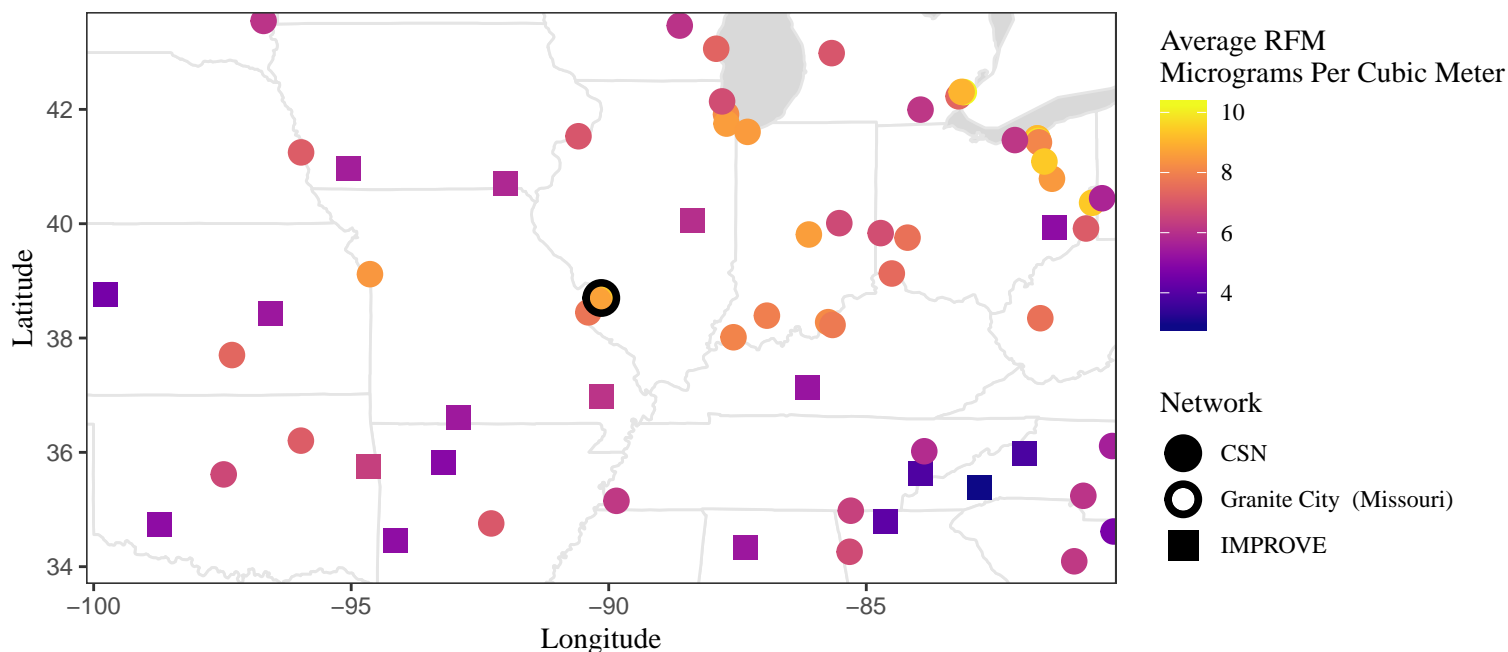 Average RFM
Micrograms Per Cubic Meter
10
8
6
4
Network
CSN
Granite City (Missouri)
IMPROVE
Latitude
42
40
38
36
34
−100
−95
−90
−85
Longitude